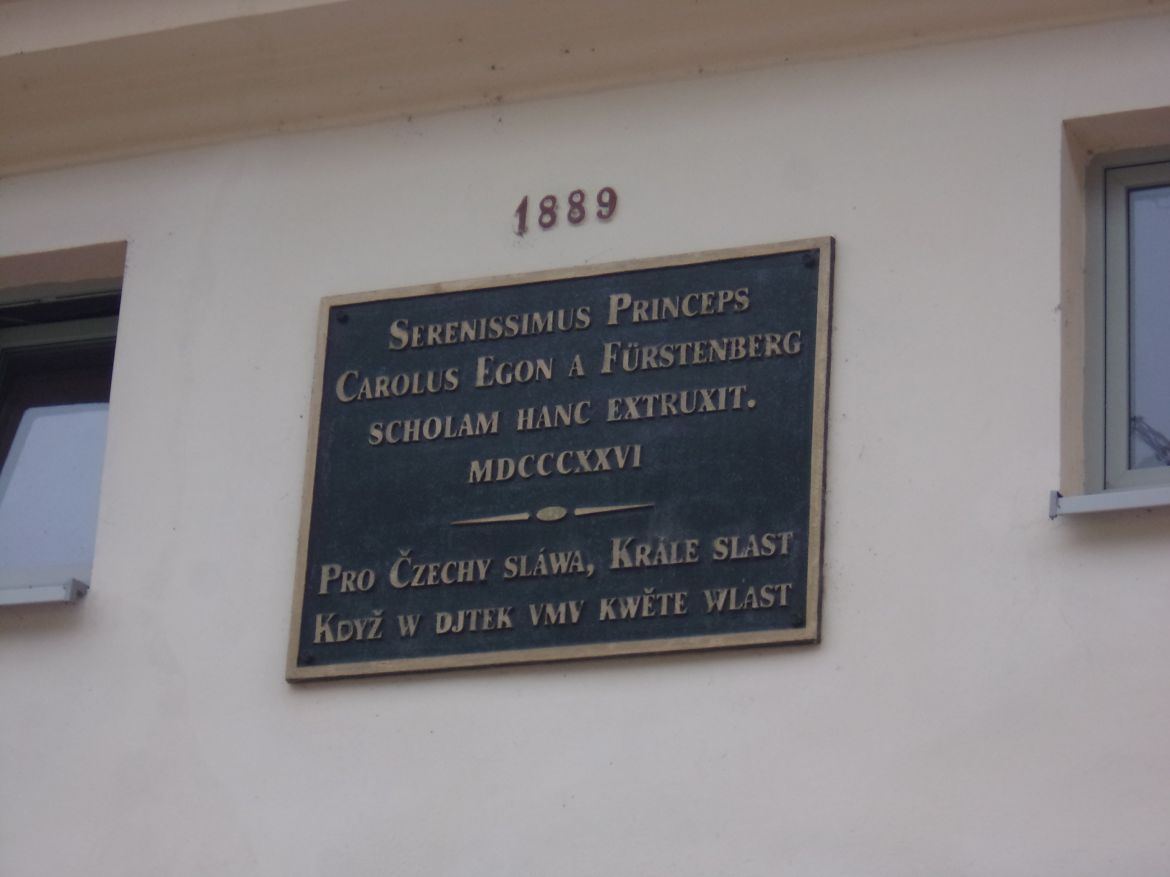 1889
SERENISSIMUS PRINCEPS
CAROLUS EGON A FÜRSTENBERG
SCHOLAM HANC EXTRUXIT.
MDCCCXXVI
PRO ČZECHY SLÁWA, KRÁLE SLAST
KDYŽ W DJTEK VMV KWĚTE WLAST